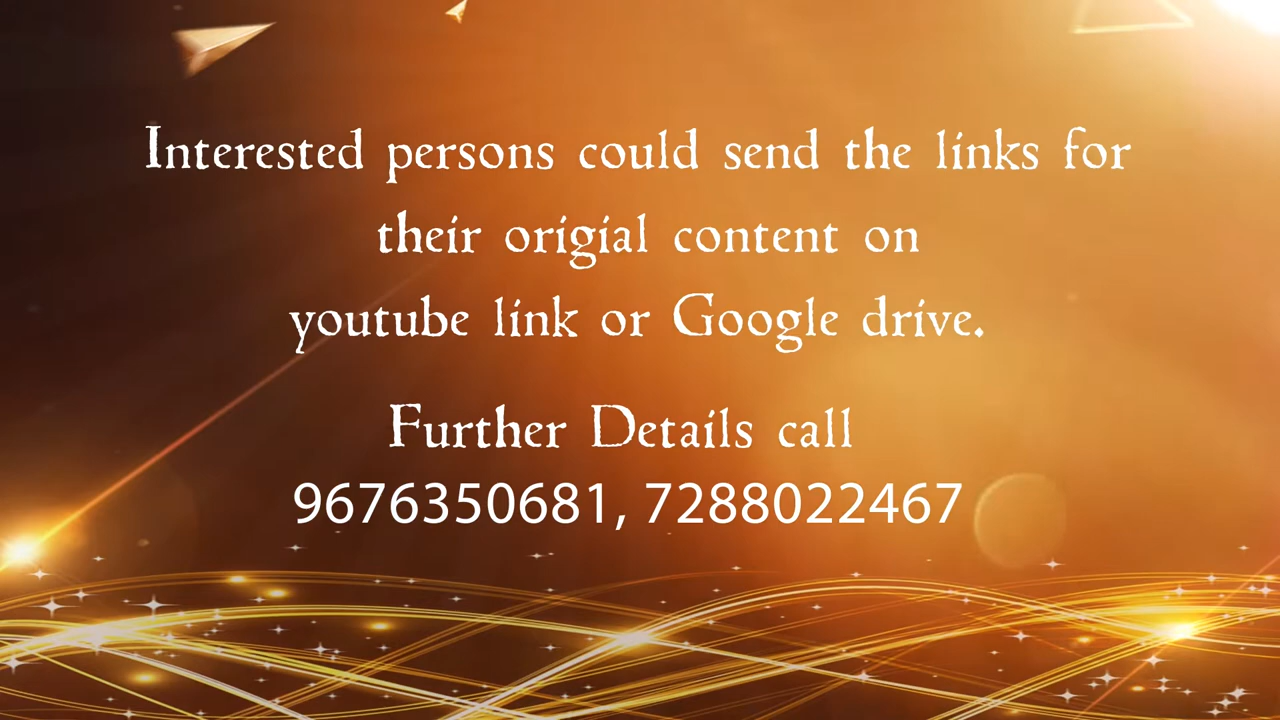 Interested persons could send the links for
their origial content on
youtube link or Google drive.
Further Details call
9676350681, 7288022467